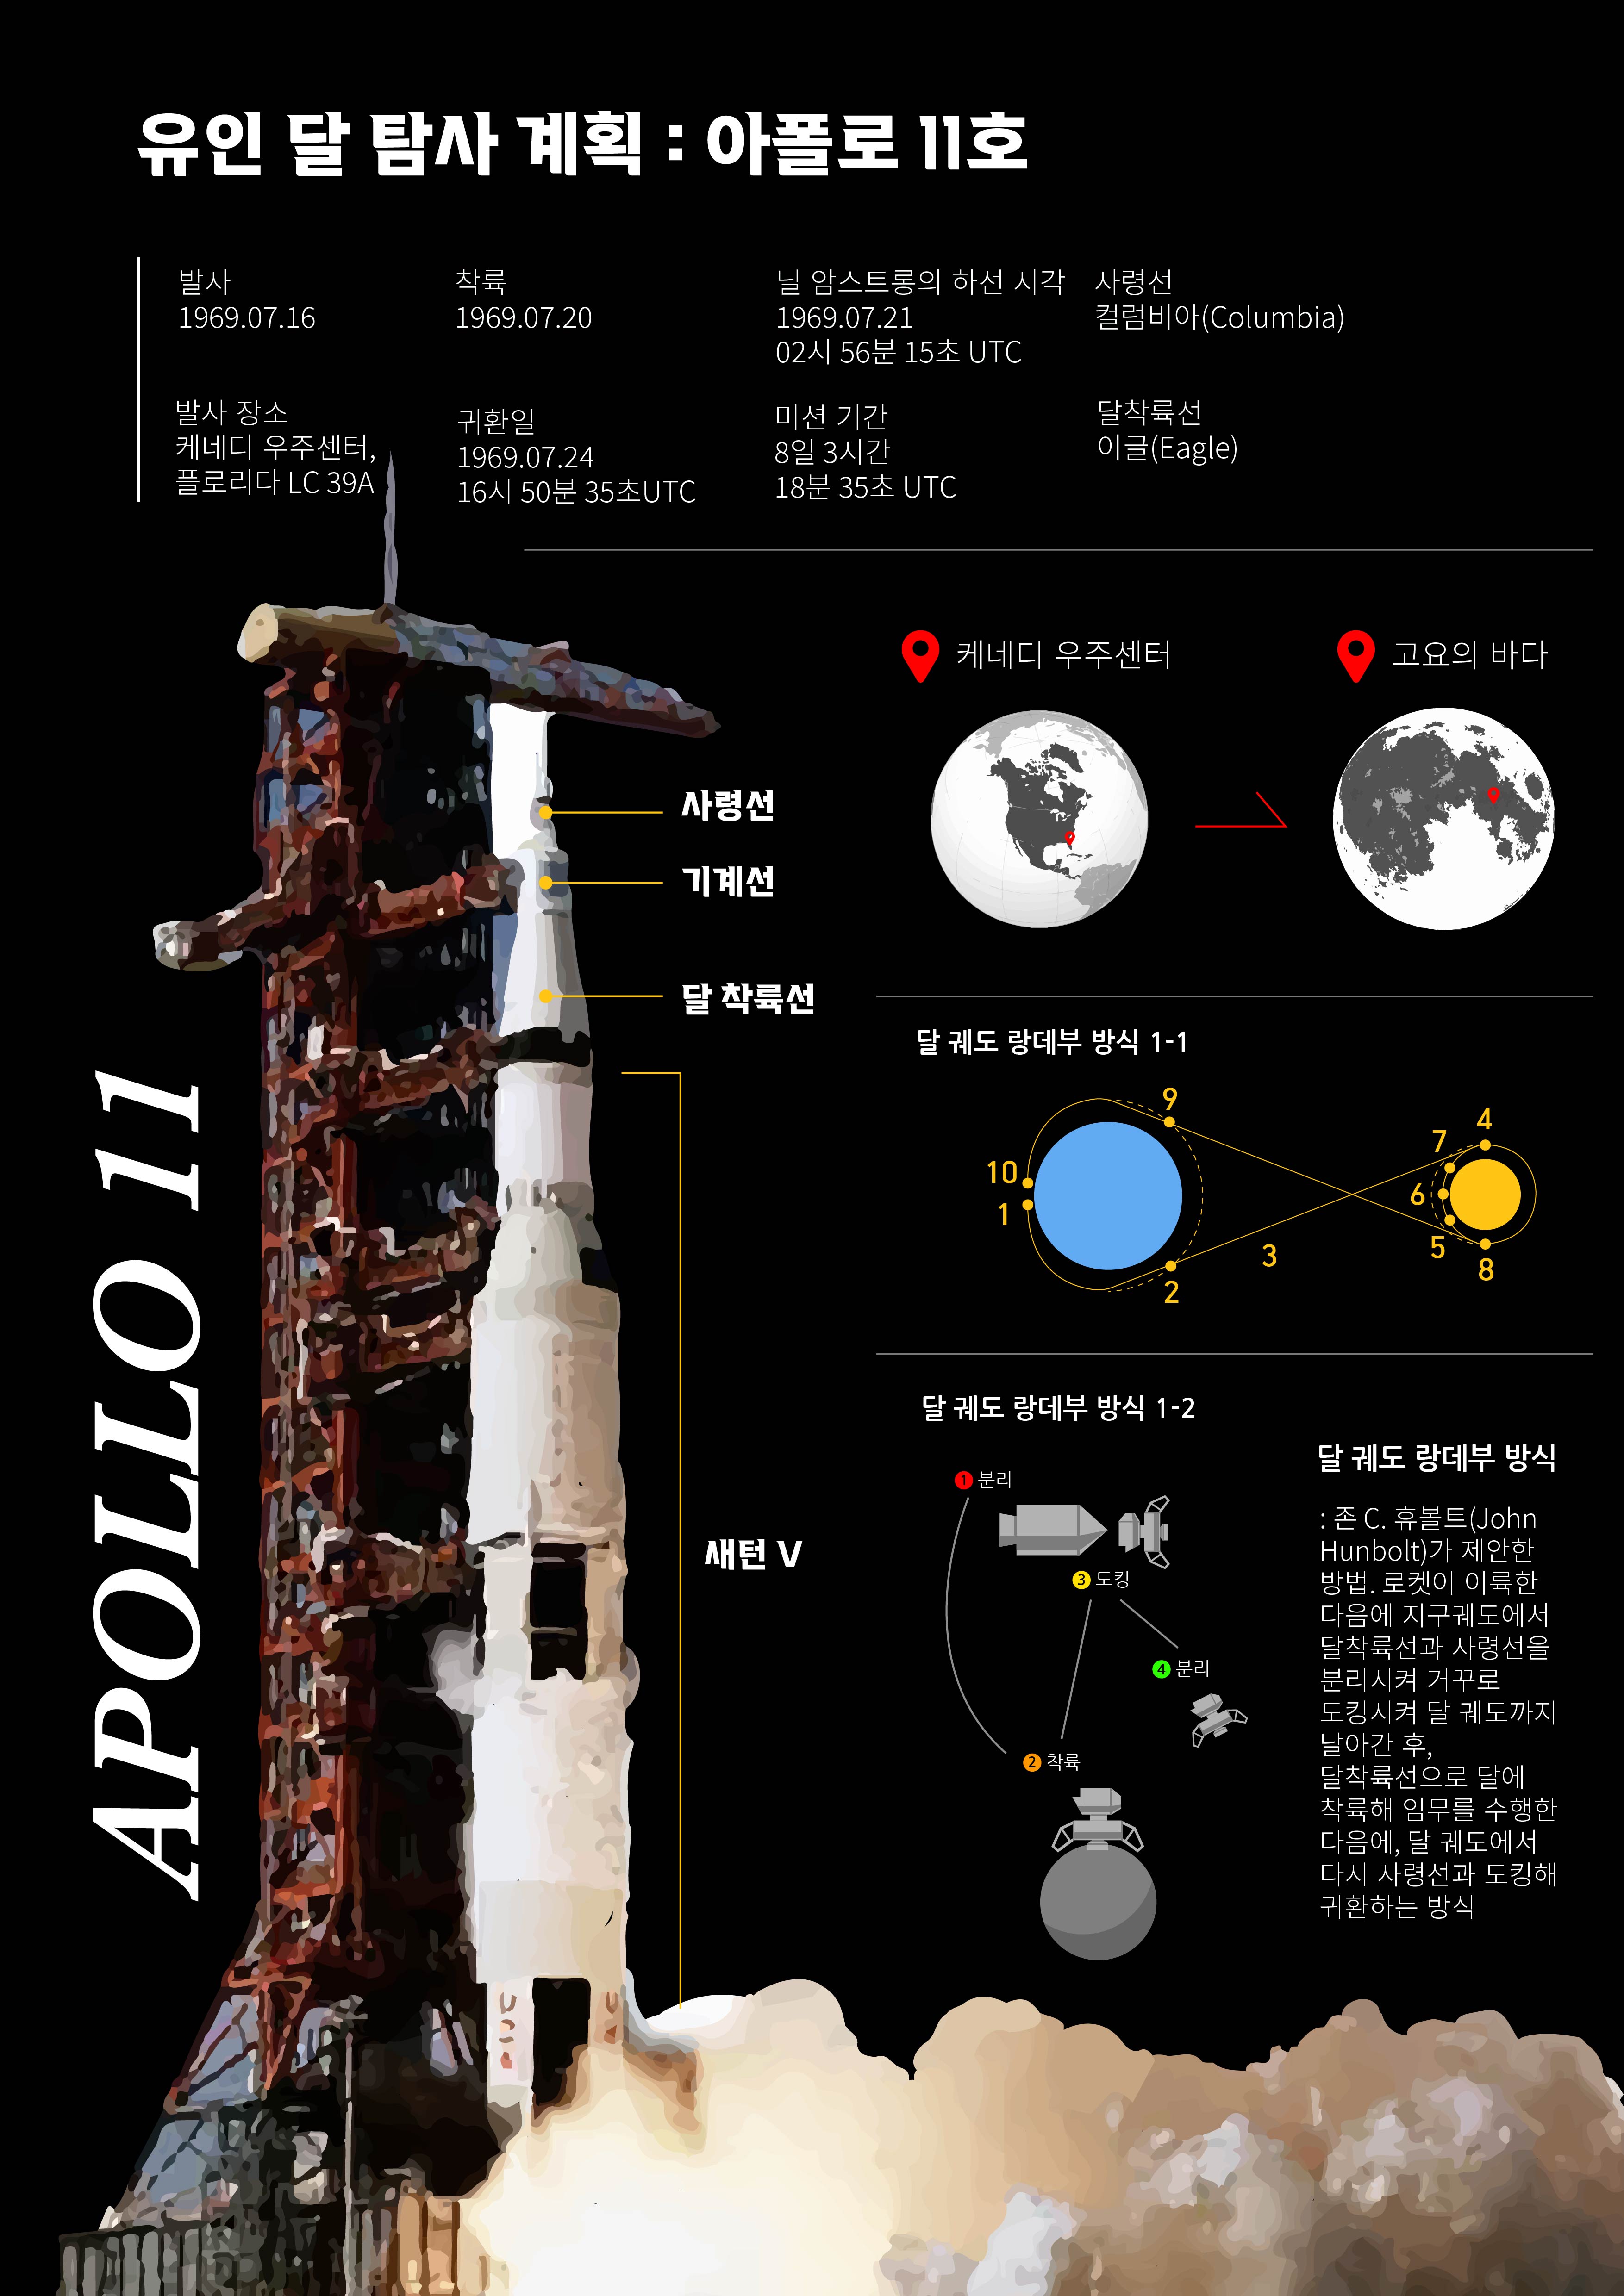 유인 달 탐사 계획 : 아폴로 11호
발사
1969.07.16
착륙
1969.07.20
닐 암스트롱의 하선 시각
1969.07.21
02시 56분 15초 UTC
사령선
컬럼비아(Columbia)
발사 장소
케네디 우주센터,
플로리다 LC 39A
귀환일
1969.07.24
16시 50분 35초UTC
미션 기간
8일 3시간
18분 35초 UTC
달착륙선
이글(Eagle)
케네디 우주센터
고요의 바다
사령선
기계선
달 착륙선
새턴 V
APOLLO 11
달 궤도 랑데부 방식 1-1
9
4
7
10
6
1
5
3
8
2
달 궤도 랑데부 방식 1-2
1 분리
3 도킹
4 분리
2 착륙
달 궤도 랑데부 방식
: 존 C. 휴볼트(John
Hunbolt)가 제안한
방법. 로켓이 이륙한
다음에 지구궤도에서
달착륙선과 사령선을
분리시켜 거꾸로
도킹시켜 달 궤도까지
날아간 후,
달착륙선으로 달에
착륙해 임무를 수행한
다음에, 달 궤도에서
다시 사령선과 도킹해
귀환하는 방식